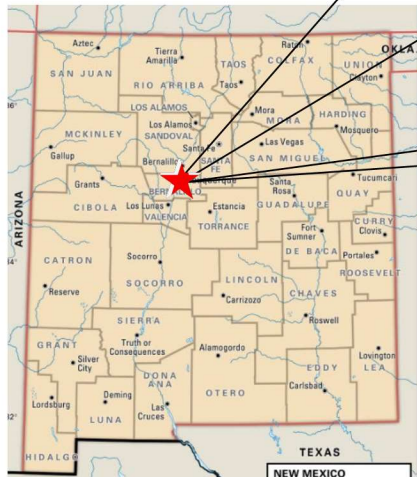 Aztec
Tierra
Amarilla
Raton
OKLA
SAN JUAN
TAOS
COLFAX
UNION
RIO ARRIBA
Taos
Clayton
LOS ALAMOS
Mora
HARDING
Los Alamos
MORA
MCKINLEY
SANDOVAL
Mosquero
Santa Fe
Las Vegas
Gallup
Bernalillo
SANTA
FE
SAN MIGUEL
Grants
Santa
Rosa
Tucumcari
CIBOLA
Los Lunas
Estancia
GUADALUPE
QUAY
VALENCIA
TORRANCE
CURRY
Clovis
ARIZONA
Fort
Sumner
DE BACA
CATRON
Socorro
Portales
ROOSEVELT
Reserve
SOCORRO
LINCOLN
CHAVES
Carrizozo
SIERRA
Roswell
GRANT
Truth or
Consequences
Alamogordo
Lovington
Silver
City
DONA
ANA
EDDY
LEA
Lordsburg
Deming
Las
Cruces
OTERO
Carlsbad
LUNA
HIDALGO
TEXAS
NEW MEXICO